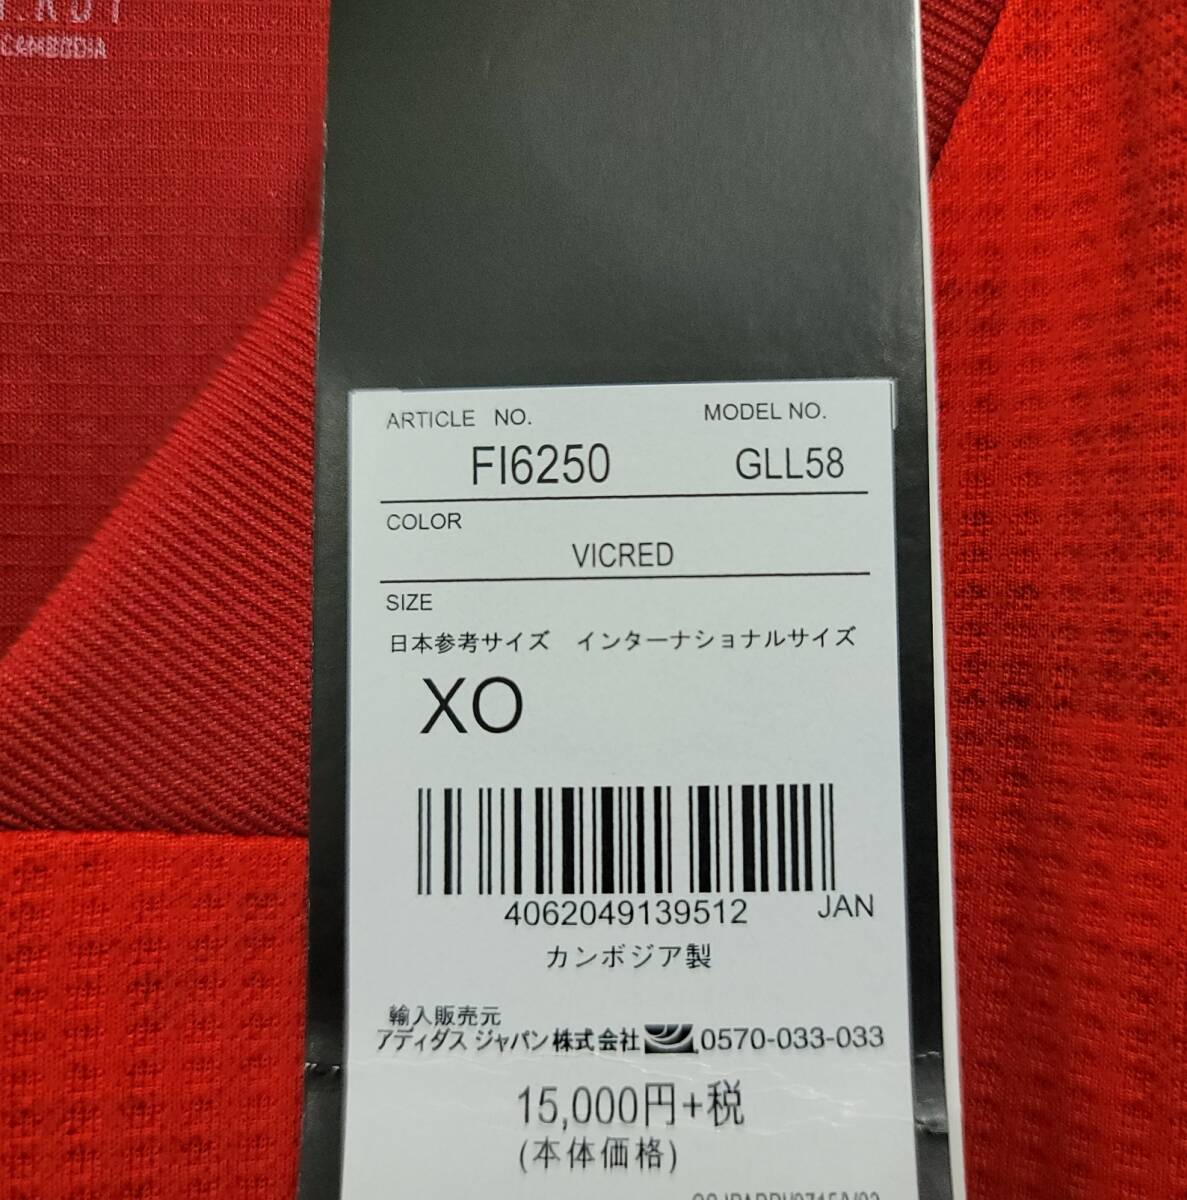 CAMBODIA
ARTICLE NO. MODEL NO.
FI6250 GLL58
COLOR
VICRED
SIZE
日本参考サイズ インターナショナルサイズ
XO
4062049139512 JAN
カンボジア製
輸入販売元
アディダス ジャパン株式会社 0570-033-033
15,000円+税
(本体価格)